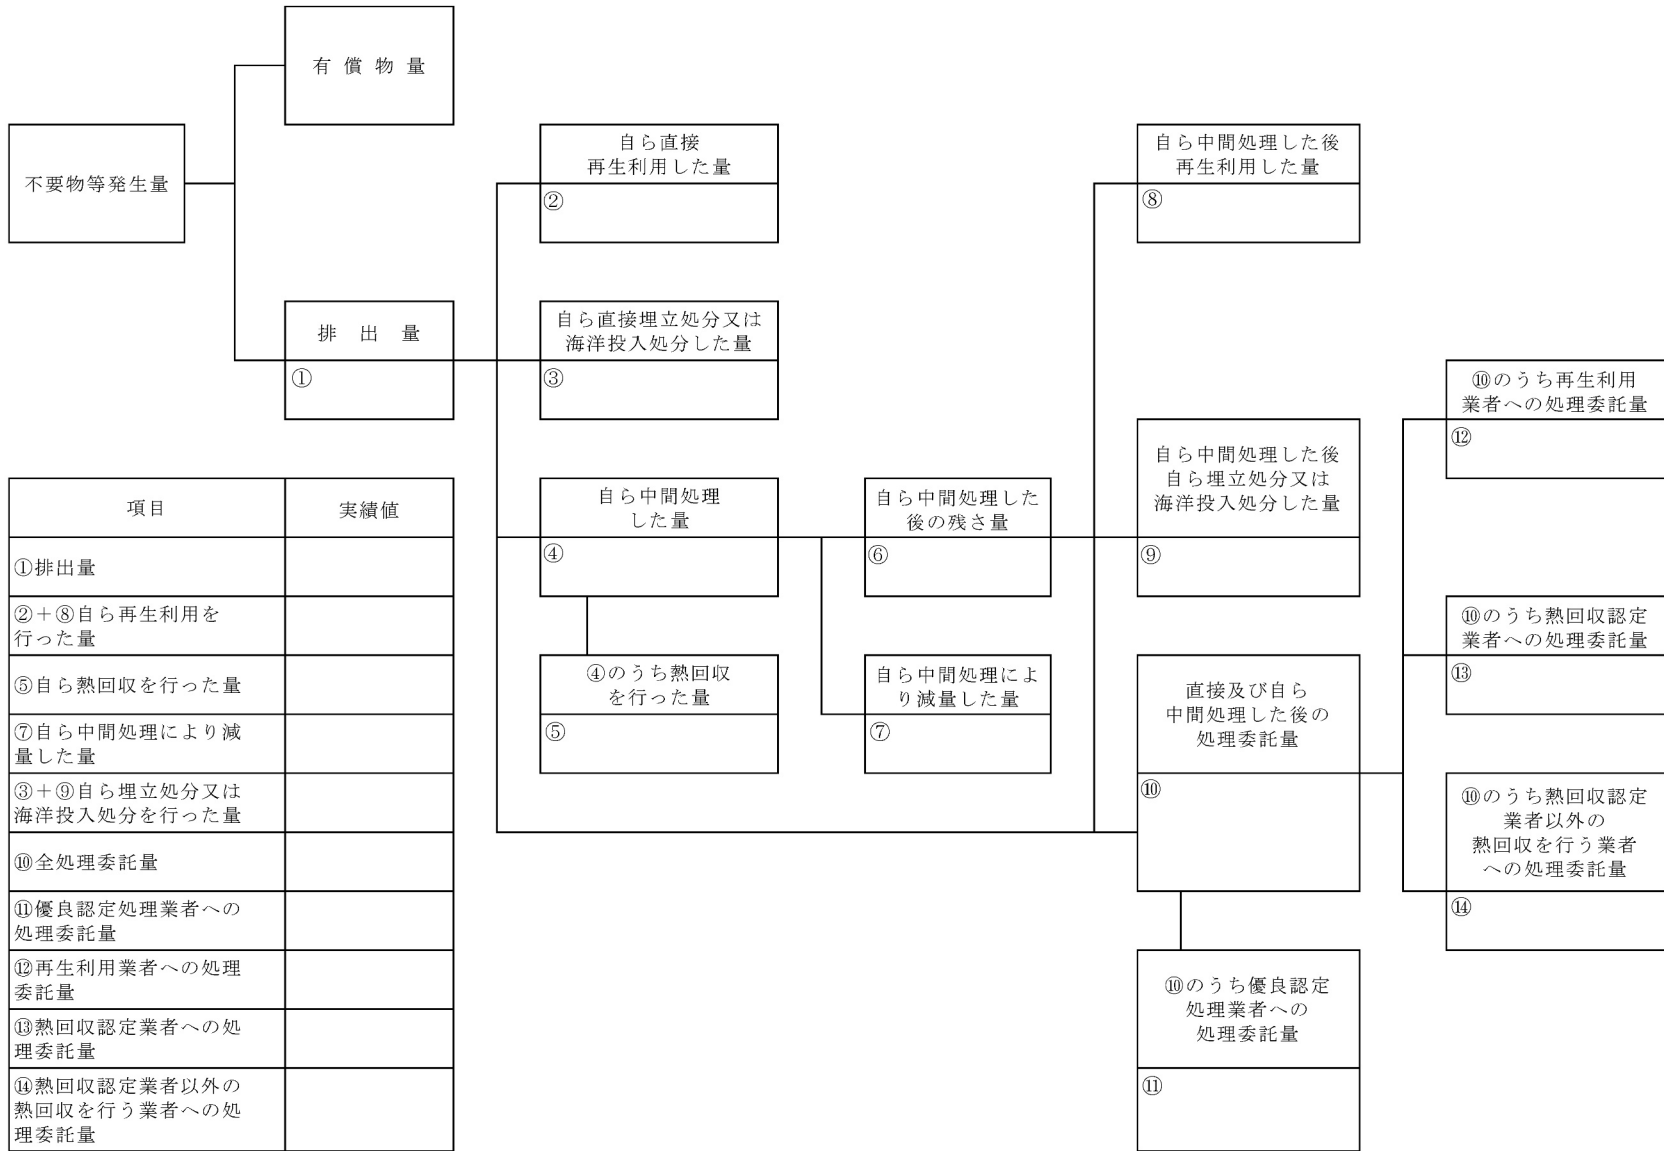 有償物量
不要物等発生量
排出量
①
自ら直接
再生利用した量
②
自ら直接埋立処分又は
海洋投入処分した量
③
自ら中間処理
した量
④
④のうち熱回収
を行った量
⑤
自ら中間処理した
後の残さ量
⑥
自ら中間処理によ
り減量した量
⑦
自ら中間処理した後
再生利用した量
⑧
自ら中間処理した後
自ら埋立処分又は
海洋投入処分した量
⑨
直接及び自ら
中間処理した後の
処理委託量
⑩
⑩のうち優良認定
処理業者への
処理委託量
⑪
⑩のうち再生利用
業者への処理委託量
⑫
⑩のうち熱回収認定
業者への処理委託量
⑬
⑩のうち熱回収認定
業者以外の
熱回収を行う業者
への処理委託量
⑭
項目 実績値
①排出量
②+⑧自ら再生利用を
行った量
⑤自ら熱回収を行った量
⑦自ら中間処理により減
量した量
③+⑨自ら埋立処分又は
海洋投入処分を行った量
⑩全処理委託量
⑪優良認定処理業者への
処理委託量
⑫再生利用業者への処理
委託量
⑬熱回収認定業者への処
理委託量
⑭熱回収認定業者以外の
熱回収を行う業者への処
理委託量